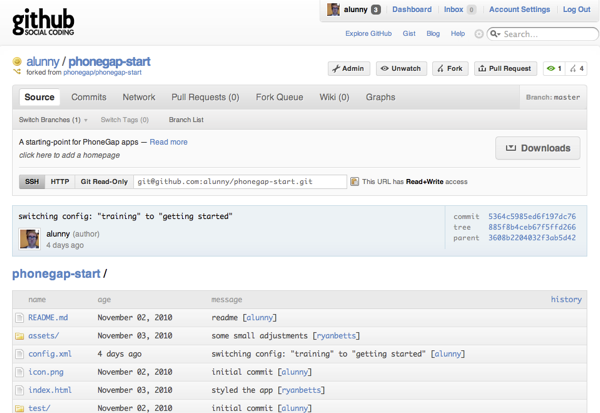 github
SOCIAL CODING
alunny 3 Dashboard Inbox 0 Account Settings Log Out
Explore GitHub Gist Blog Help Search...
alunny / phonegap-start
forked from phonegap/phonegap-start
Admin Unwatch Fork Pull Request 1 4
Source Commits Network Pull Requests (0) Fork Queue Wiki (0) Graphs Branch: master
Switch Branches (1) Switch Tags (0) Branch List
A starting-point for PhoneGap apps — Read more
click here to add a homepage
Downloads
SSH HTTP Git Read-Only git@github.com:alunny/phonegap-start.git This URL has Read+Write access
switching config: "training" to "getting started"
alunny (author)
4 days ago
commit 5364c5985ed6f197dc76
tree 885f8b4ceb67f5ffd266
parent 3608b2204032f3ab5d42
phonegap-start /
name age message history
README.md November 02, 2010 readme [alunny]
assets/ November 03, 2010 some small adjustments [ryanbetts]
config.xml 4 days ago switching config: "training" to "getting started" [alunny]
icon.png November 02, 2010 initial commit [alunny]
index.html November 03, 2010 styled the app [ryanbetts]
test/ November 02, 2010 initial commit [alunny]